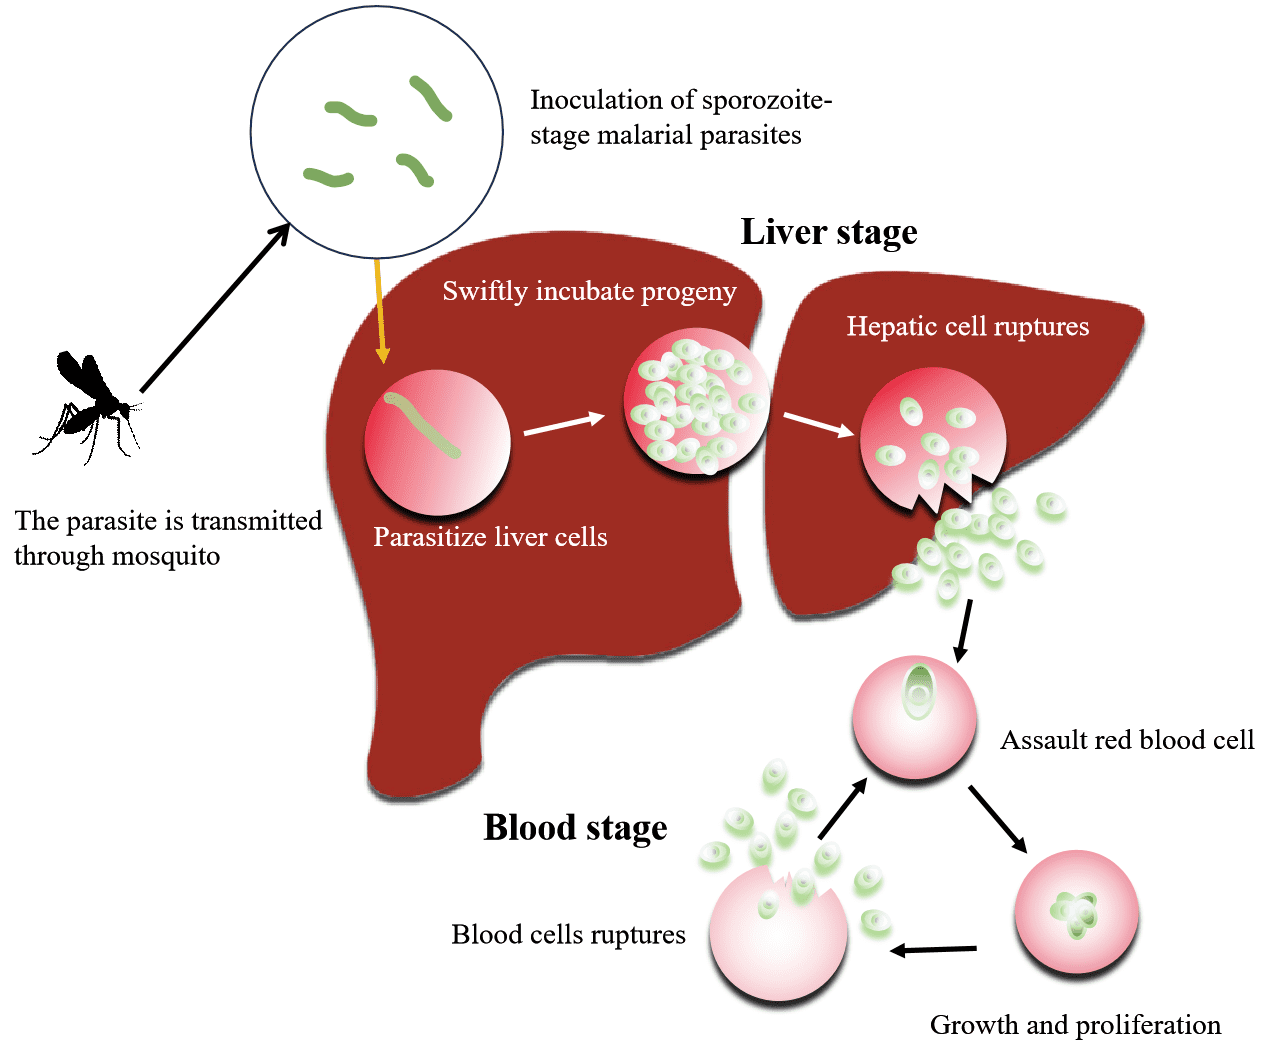 Inoculation of sporozoite-
stage malarial parasites
Liver stage
Swiftly incubate progeny
Hepatic cell ruptures
The parasite is transmitted
through mosquito
Parasitize liver cells
Assault red blood cell
Blood stage
Blood cells ruptures
Growth and proliferation